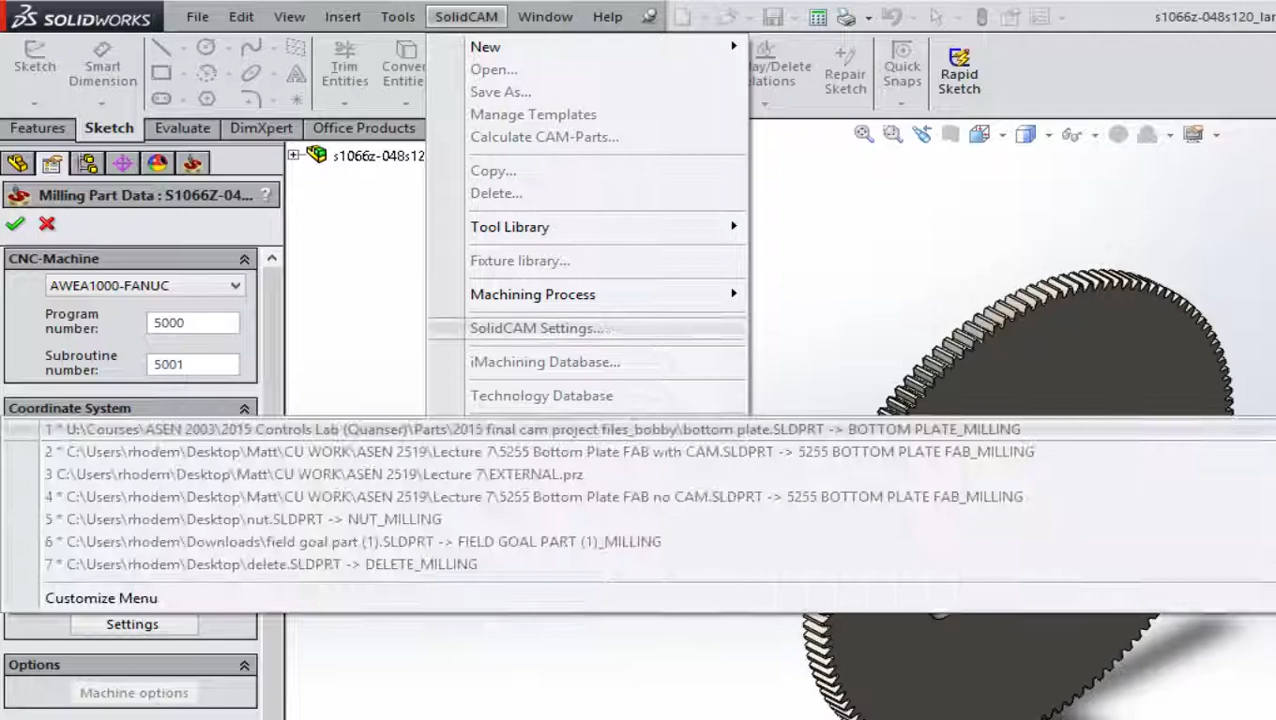 SOLIDWORKS File Edit View Insert Tools SolidCAM Window Help s1066z-048s120_lar
Sketch Smart Dimension Trim Entities Conver Entitie lay/Delete elations Repair Sketch Quick Snaps Rapid Sketch
Features Sketch Evaluate DimXpert Office Products
s1066z-048s12
Milling Part Data : S1066Z-04... ?
CNC-Machine
AWEA1000-FANUC
Program number: 5000
Subroutine number: 5001
Coordinate System
New
Open...
Save As...
Manage Templates
Calculate CAM-Parts...
Copy...
Delete...
Tool Library
Fixture library...
Machining Process
SolidCAM Settings...
iMachining Database...
Technology Database
1 * U:\Courses\ASEN 2003\2015 Controls Lab (Quanser)\Parts\2015 final cam project files_bobby\bottom plate.SLDPRT -> BOTTOM PLATE_MILLING
2 * C:\Users\rhodem\Desktop\Matt\CU WORK\ASEN 2519\Lecture 7\5255 Bottom Plate FAB with CAM.SLDPRT -> 5255 BOTTOM PLATE FAB_MILLING
3 C:\Users\rhodem\Desktop\Matt\CU WORK\ASEN 2519\Lecture 7\EXTERNAL.prz
4 * C:\Users\rhodem\Desktop\Matt\CU WORK\ASEN 2519\Lecture 7\5255 Bottom Plate FAB no CAM.SLDPRT -> 5255 BOTTOM PLATE FAB_MILLING
5 * C:\Users\rhodem\Desktop\nut.SLDPRT -> NUT_MILLING
6 * C:\Users\rhodem\Downloads\field goal part (1).SLDPRT -> FIELD GOAL PART (1)_MILLING
7 * C:\Users\rhodem\Desktop\delete.SLDPRT -> DELETE_MILLING
Customize Menu
Settings
Options
Machine options